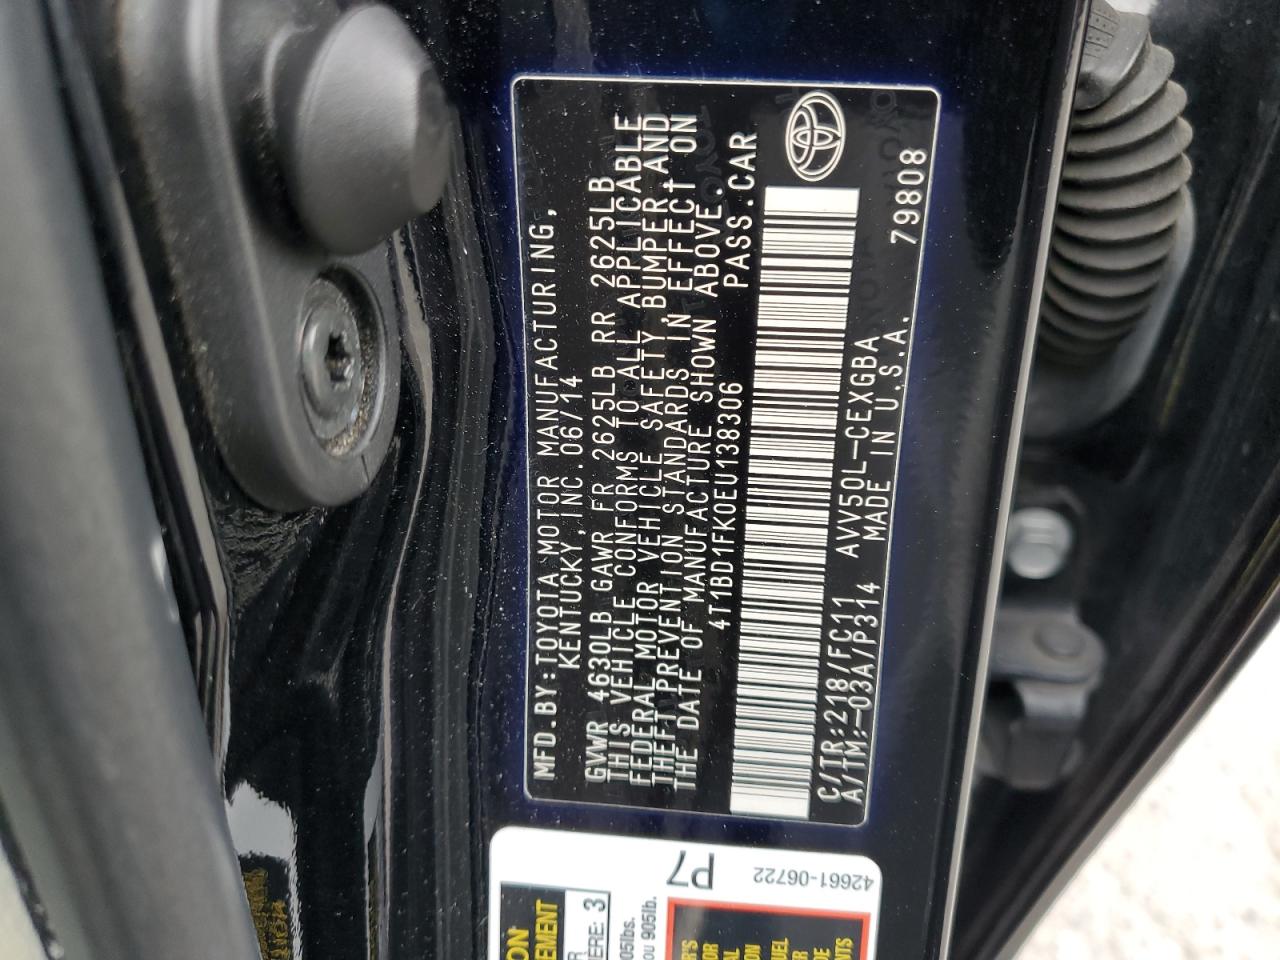 MFD.BY:TOYOTA MOTOR MANUFACTURING,
KENTUCKY, INC. 06/14
GVWR 4630LB GAWR FR 2625LB RR 2625LB
THIS VEHICLE CONFORMS TO ALL APPLICABLE
FEDERAL MOTOR VEHICLE SAFETY, BUMPER, AND
THEFT PREVENTION STANDARDS IN EFFECT ON
THE DATE OF MANUFACTURE SHOWN ABOVE.
4T1BD1FK0EU138306 PASS.CAR
C/TR:218/FC11 AVV50L-CEXGBA
A/TM:-03A/P314 MADE IN U.S.A. 79808
P7
42661-06722
3
ou 905lb.